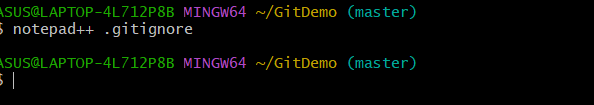 ASUS@LAPTOP-4L712P8B MINGW64 ~/GitDemo (master)
$ notepad++ .gitignore
ASUS@LAPTOP-4L712P8B MINGW64 ~/GitDemo (master)
$